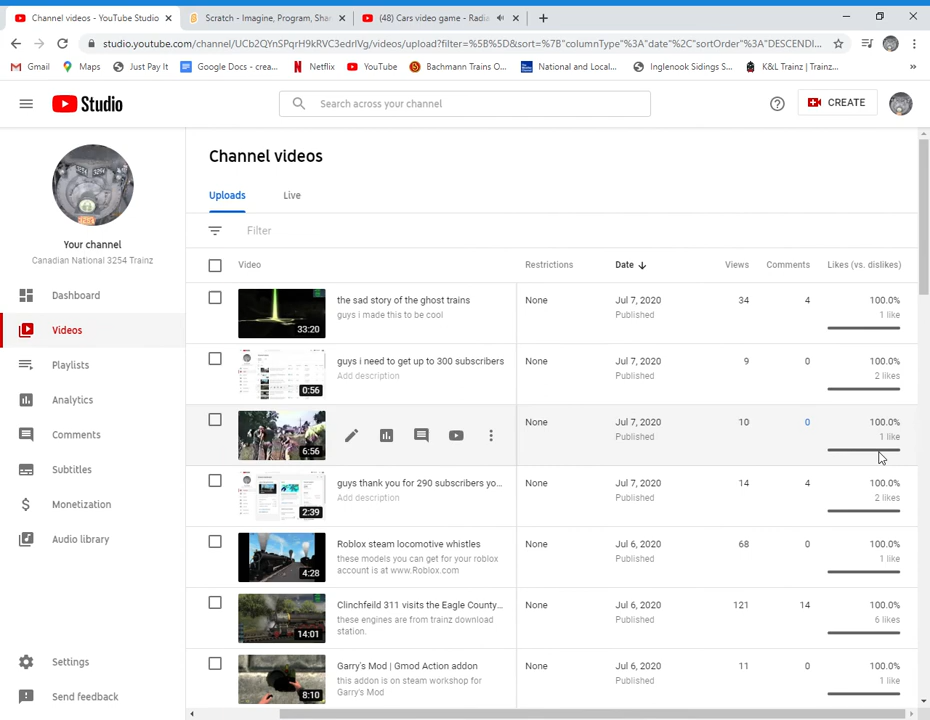 Channel videos - YouTube Studio
Scratch - Imagine, Program, Shar
(48) Cars video game - Radia
studio.youtube.com/channel/UCb2QYnSPqrH9kRVC3edrIVg/videos/upload?filter=%5B%5D&sort=%7B"columnType"%3A"date"%2C"sortOrder"%3A"DESCENDI...
Gmail Maps Just Pay It Google Docs - crea... Netflix YouTube Bachmann Trains O... National and Local... Inglenook Sidings S... K&L Trainz | Trainz... »
Studio
Search across your channel
CREATE
Your channel
Canadian National 3254 Trainz
Dashboard
Videos
Playlists
Analytics
Comments
Subtitles
Monetization
Audio library
Settings
Send feedback
Channel videos
Uploads Live
Filter
Video Restrictions Date Views Comments Likes (vs. dislikes)
the sad story of the ghost trains None Jul 7, 2020 34 4 100.0%
guys i made this to be cool Published 1 like
33:20
guys i need to get up to 300 subscribers None Jul 7, 2020 9 0 100.0%
Add description Published 2 likes
0:56
None Jul 7, 2020 10 0 100.0%
Published 1 like
6:56
guys thank you for 290 subscribers yo... None Jul 7, 2020 14 4 100.0%
Add description Published 2 likes
2:39
Roblox steam locomotive whistles None Jul 6, 2020 68 0 100.0%
these models you can get for your roblox Published 1 like
account is at www.Roblox.com
4:28
Clinchfeild 311 visits the Eagle County... None Jul 6, 2020 121 14 100.0%
these engines are from trainz download Published 6 likes
station.
14:01
Garry's Mod | Gmod Action addon None Jul 6, 2020 11 0 100.0%
this addon is on steam workshop for Published 1 like
Garry's Mod
8:10